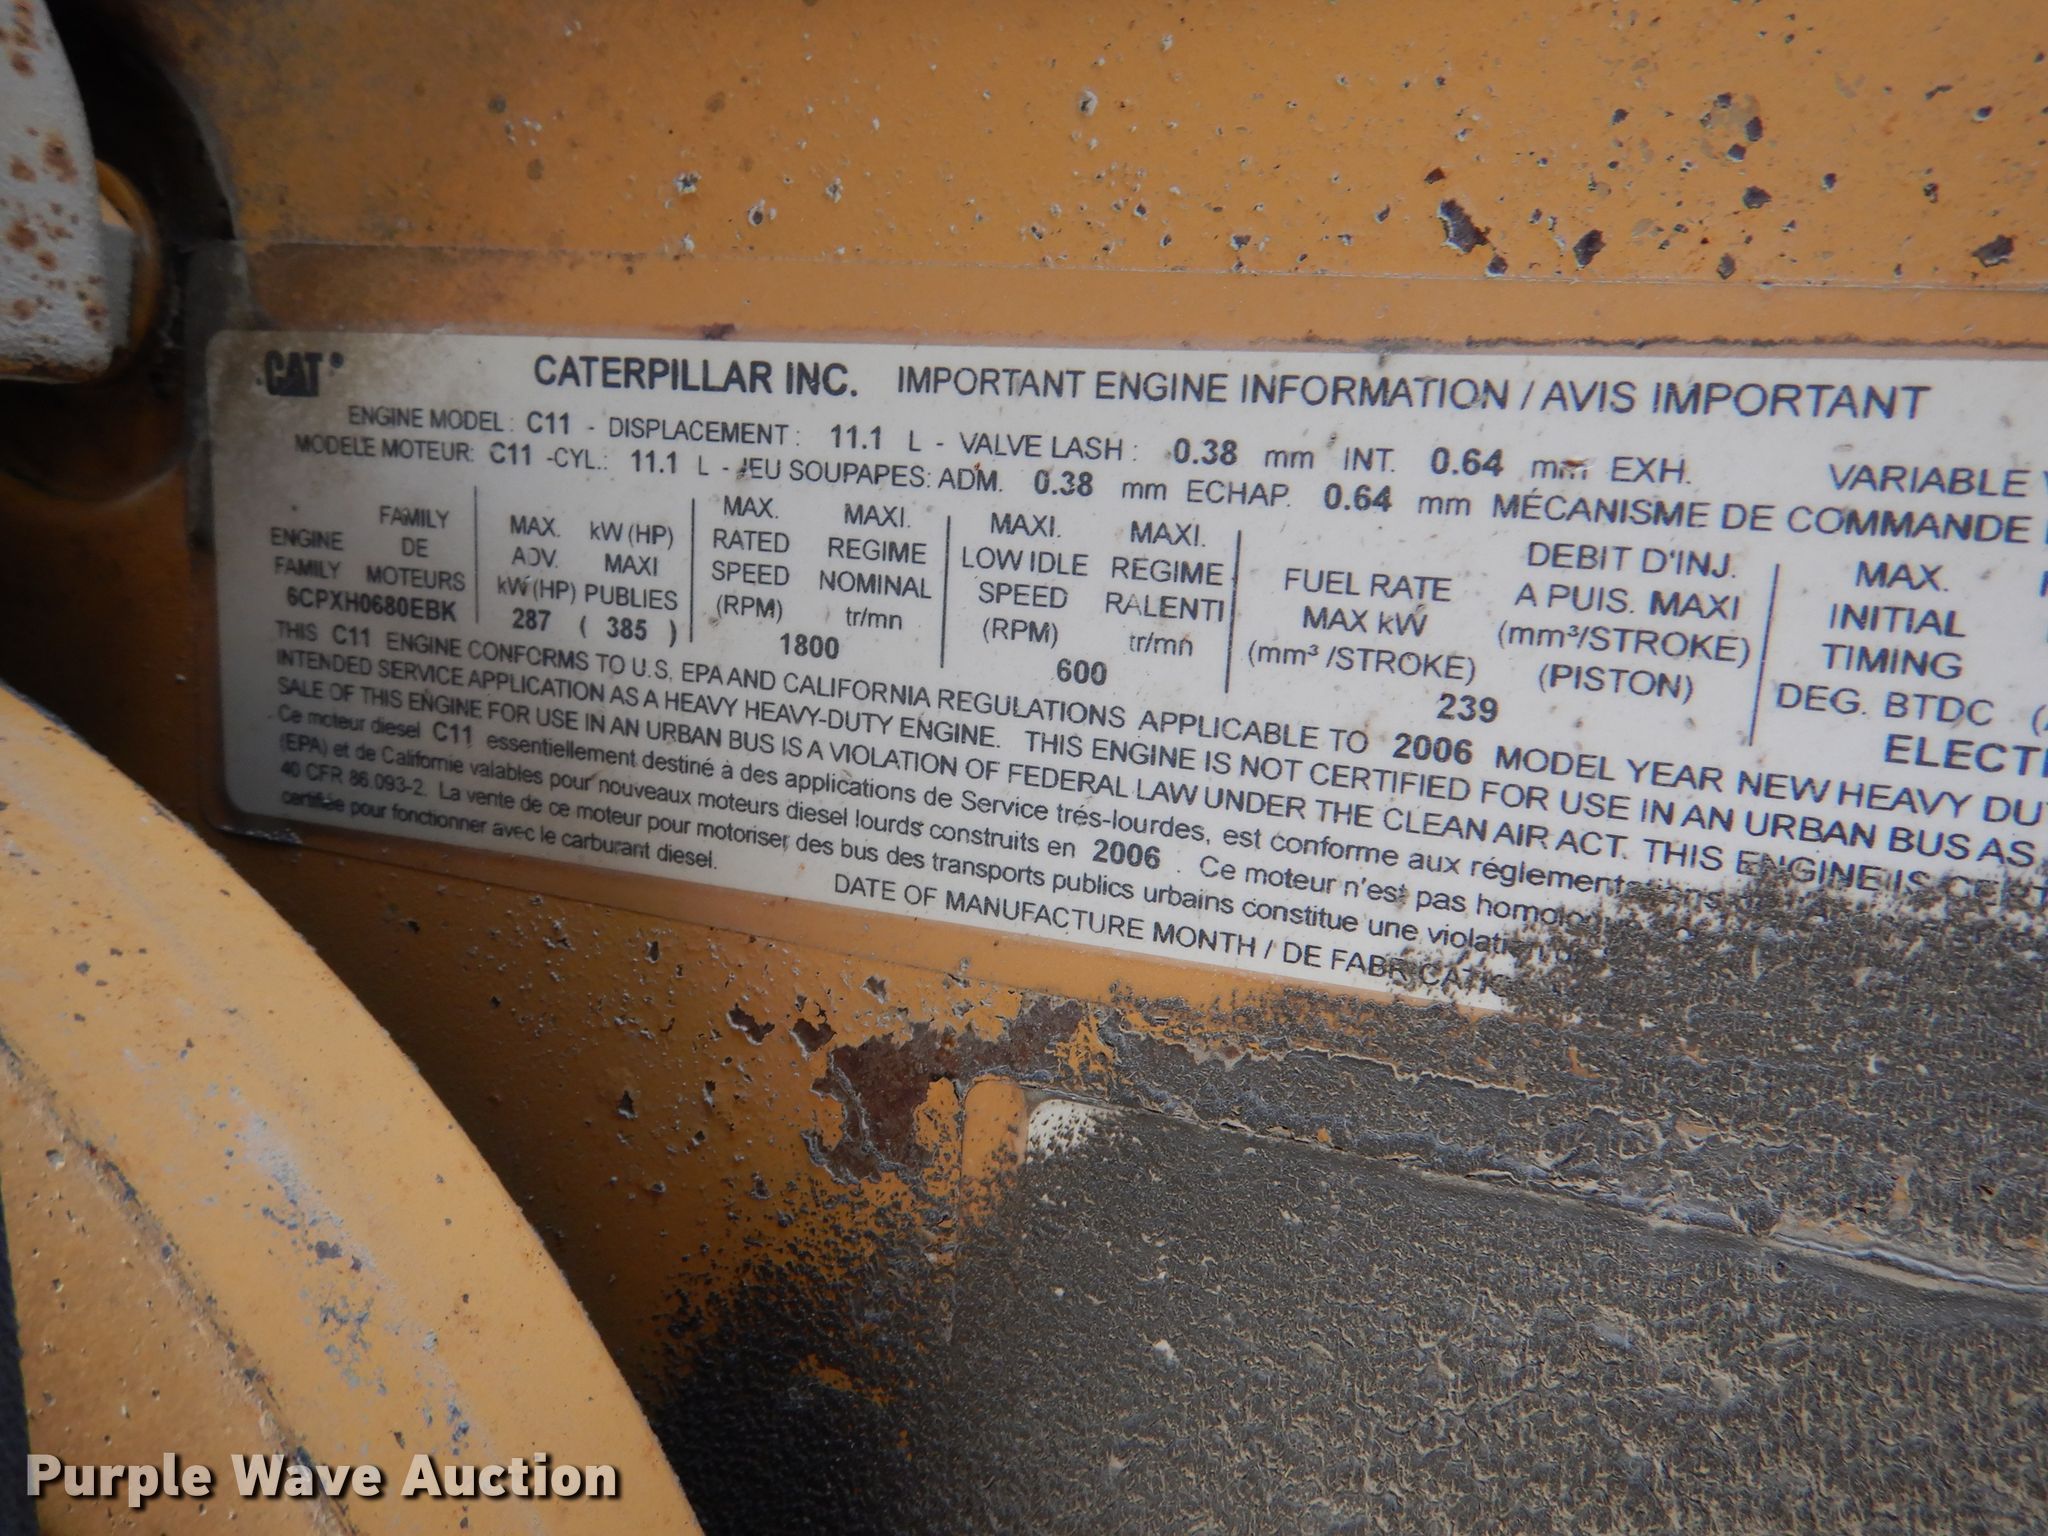 CAT
CATERPILLAR INC. IMPORTANT ENGINE INFORMATION / AVIS IMPORTANT
ENGINE MODEL : C11 - DISPLACEMENT : 11.1 L - VALVE LASH : 0.38 mm INT. 0.64 mm EXH. VARIABLE
MODÈLE MOTEUR: C11 -CYL.: 11.1 L - JEU SOUPAPES: ADM. 0.38 mm ECHAP. 0.64 mm MÉCANISME DE COMMANDE
ENGINE FAMILY
FAMILY DE MOTEURS
6CPXH0680EBK
MAX. ADV. kW (HP)
kW (HP) MAXI PUBLIES
287 ( 385 )
MAX. RATED SPEED (RPM)
MAXI. REGIME NOMINAL tr/mn
1800
MAXI. LOW IDLE SPEED (RPM)
MAXI. REGIME RALENTI tr/mn
600
FUEL RATE MAX kW (mm³ /STROKE)
DEBIT D'INJ. A PUIS. MAXI (mm³/STROKE) (PISTON)
239
MAX. INITIAL TIMING DEG. BTDC
THIS C11 ENGINE CONFORMS TO U.S. EPA AND CALIFORNIA REGULATIONS APPLICABLE TO 2006 MODEL YEAR NEW HEAVY
INTENDED SERVICE APPLICATION AS A HEAVY HEAVY-DUTY ENGINE. THIS ENGINE IS NOT CERTIFIED FOR USE IN AN URBAN BUS AS
SALE OF THIS ENGINE FOR USE IN AN URBAN BUS IS A VIOLATION OF FEDERAL LAW UNDER THE CLEAN AIR ACT. THIS ENGINE IS
Ce moteur diesel C11 essentiellement destiné à des applications de Service trés-lourdes, est conforme aux
(EPA) et de Californie valables pour nouveaux moteurs diesel lourds construits en 2006 . Ce moteur n'est pas
40 CFR 86.093-2. La vente de ce moteur pour motoriser des bus des transports publics urbains constitue une
certifiée pour fonctionner avec le carburant diesel.
DATE OF MANUFACTURE MONTH / DE
Purple Wave Auction